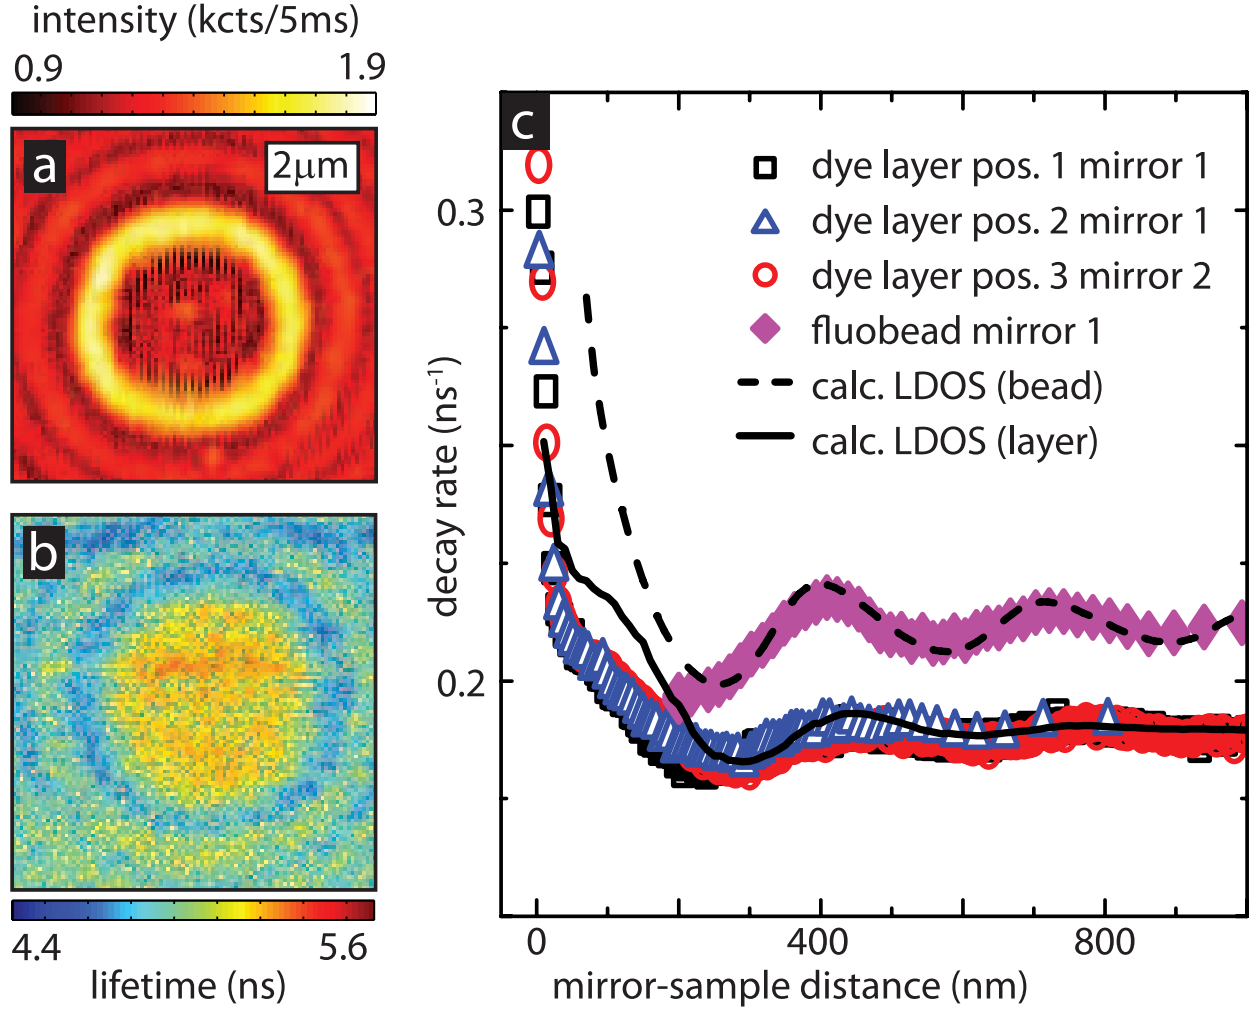 intensity (kcts/5ms)
0.9 1.9
a
2μm
b
4.4 5.6
lifetime (ns)
c
dye layer pos. 1 mirror 1
dye layer pos. 2 mirror 1
dye layer pos. 3 mirror 2
fluobead mirror 1
calc. LDOS (bead)
calc. LDOS (layer)
0.3
0.2
decay rate (ns⁻¹)
0 400 800
mirror-sample distance (nm)